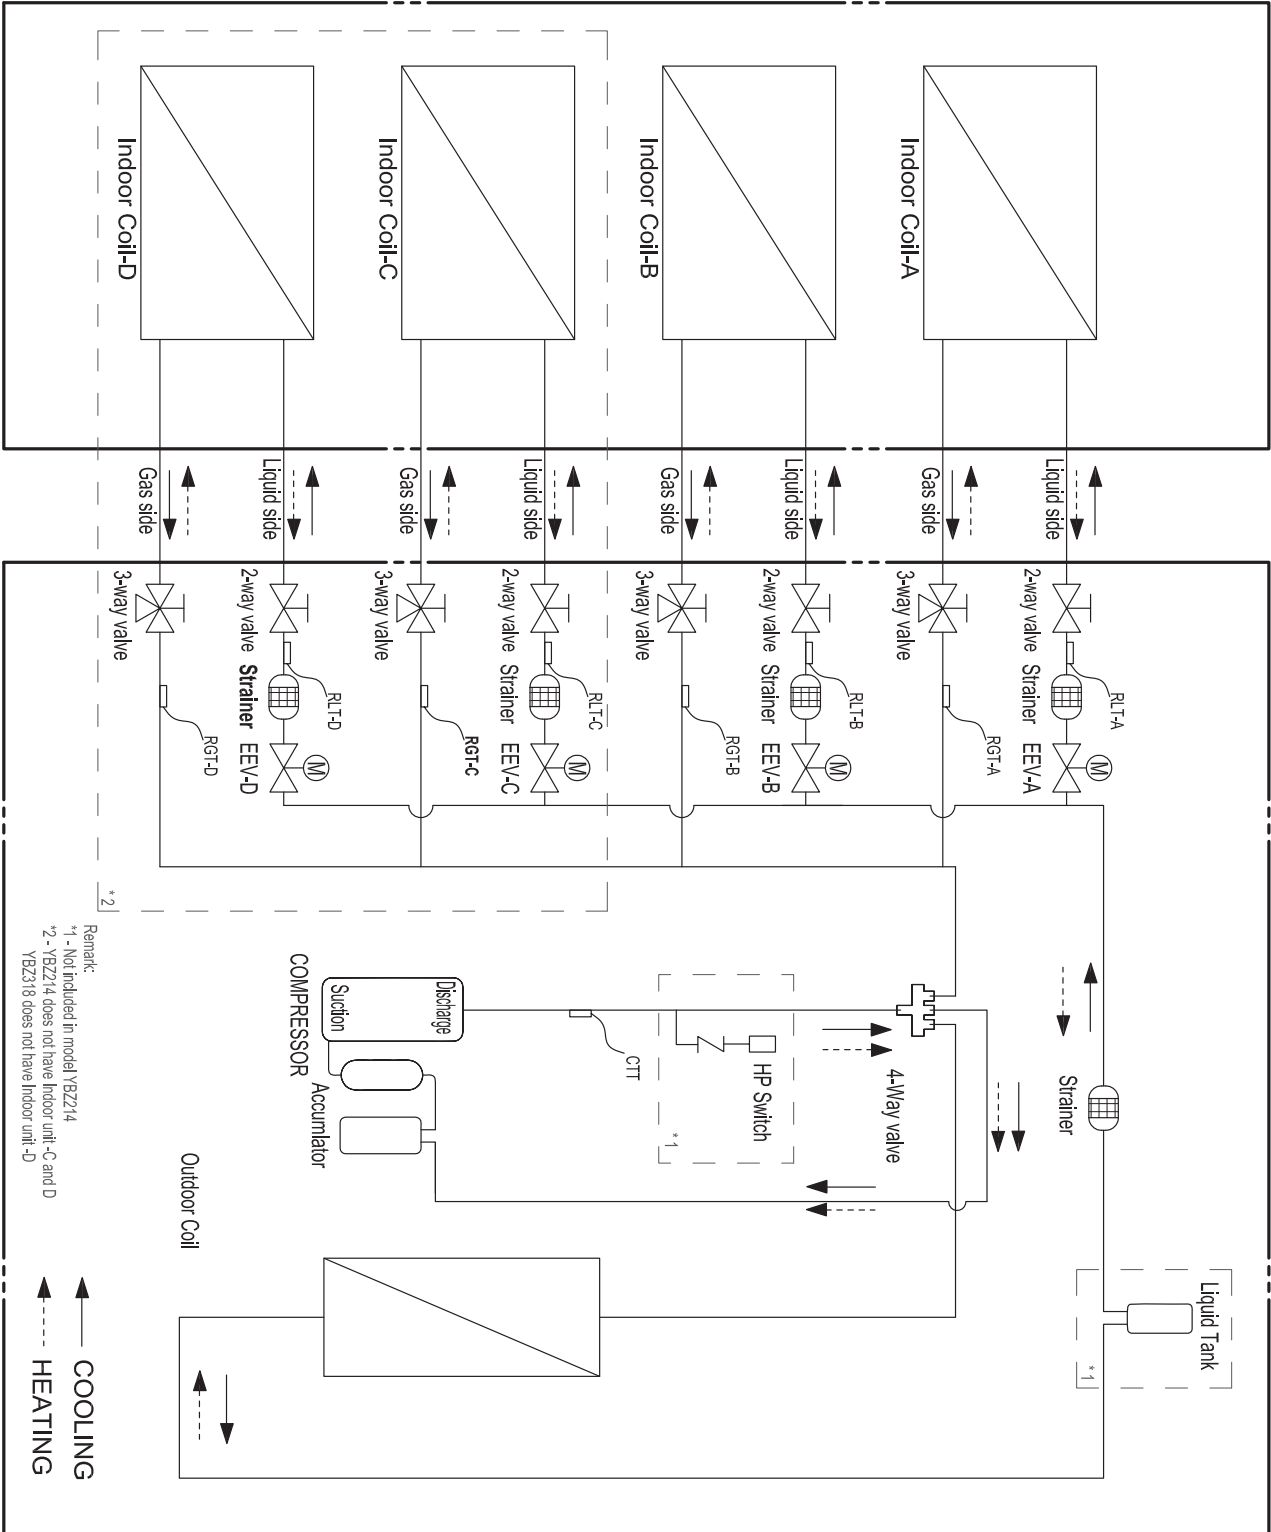 Indoor Coil-A
Indoor Coil-B
Indoor Coil-C
Indoor Coil-D
Liquid side
Gas side
Liquid side
Gas side
Liquid side
Gas side
Liquid side
Gas side
2-way valve
Strainer
EEV-A
M
RLT-A
3-way valve
RGT-A
2-way valve
Strainer
EEV-B
M
RLT-B
3-way valve
RGT-B
2-way valve
Strainer
EEV-C
M
RLT-C
3-way valve
RGT-C
2-way valve
Strainer
EEV-D
M
RLT-D
3-way valve
RGT-D
*2
Strainer
Liquid Tank
*1
4-Way valve
HP Switch
*1
CTT
Discharge
Suction
COMPRESSOR
Accumlator
Outdoor Coil
Remark:
*1 - Not included in model YBZ214
*2 - YBZ214 does not have Indoor unit -C and D
YBZ318 does not have Indoor unit -D
COOLING
HEATING